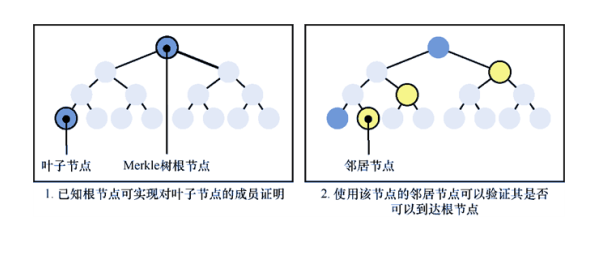 叶子节点
Merkle树根节点
1. 已知根节点可实现对叶子节点的成员证明
邻居节点
2. 使用该节点的邻居节点可以验证其是否
可以到达根节点